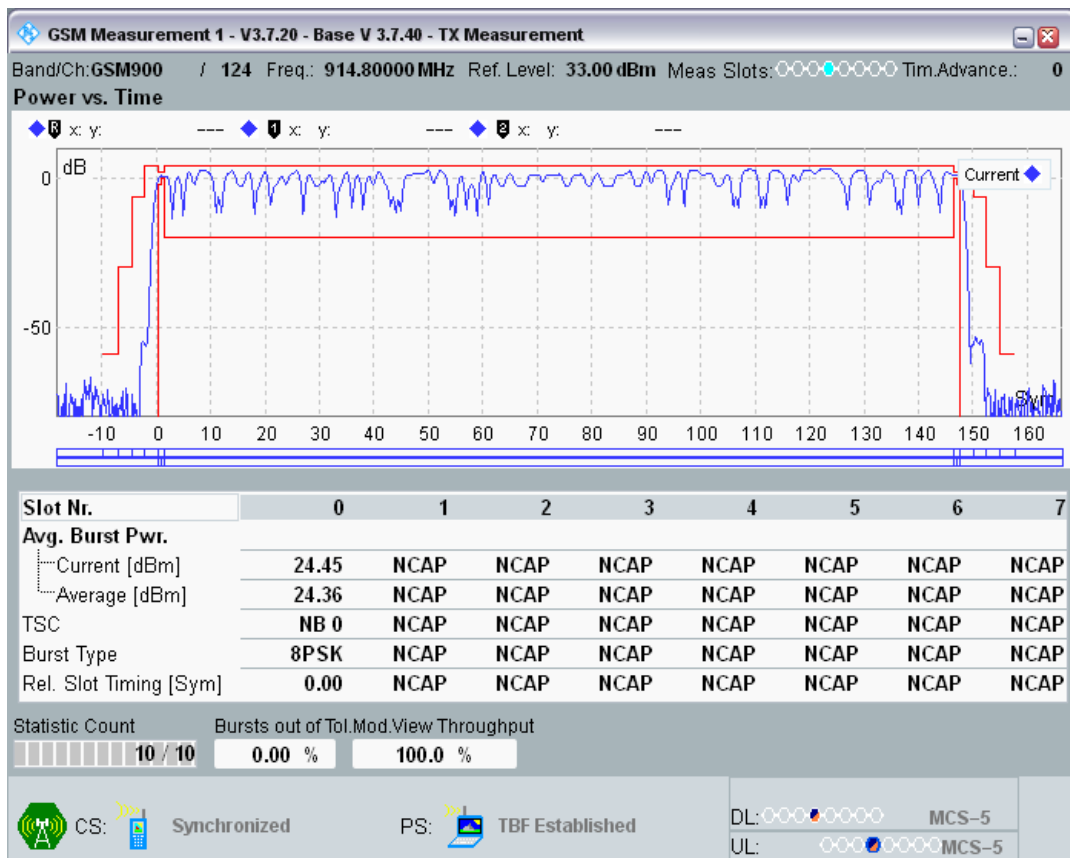 GSM Measurement 1 - V3.7.20 - Base V 3.7.40 - TX Measurement
Band/Ch:GSM900 / 124 Freq.: 914.80000 MHz Ref. Level: 33.00 dBm Meas Slots: Tim.Advance.: 0
Power vs. Time
R x: y: --- 1 x: y: --- 2 x: y: ---
dB
Current
0
-50
Sym
-10 0 10 20 30 40 50 60 70 80 90 100 110 120 130 140 150 160
Slot Nr. 0 1 2 3 4 5 6 7
Avg. Burst Pwr.
Current [dBm] 24.45 NCAP NCAP NCAP NCAP NCAP NCAP NCAP
Average [dBm] 24.36 NCAP NCAP NCAP NCAP NCAP NCAP NCAP
TSC NB 0 NCAP NCAP NCAP NCAP NCAP NCAP NCAP
Burst Type 8PSK NCAP NCAP NCAP NCAP NCAP NCAP NCAP
Rel. Slot Timing [Sym] 0.00 NCAP NCAP NCAP NCAP NCAP NCAP NCAP
Statistic Count Bursts out of Tol.Mod.View Throughput
10 / 10 0.00 % 100.0 %
CS: Synchronized PS: TBF Established
DL: MCS-5
UL: MCS-5